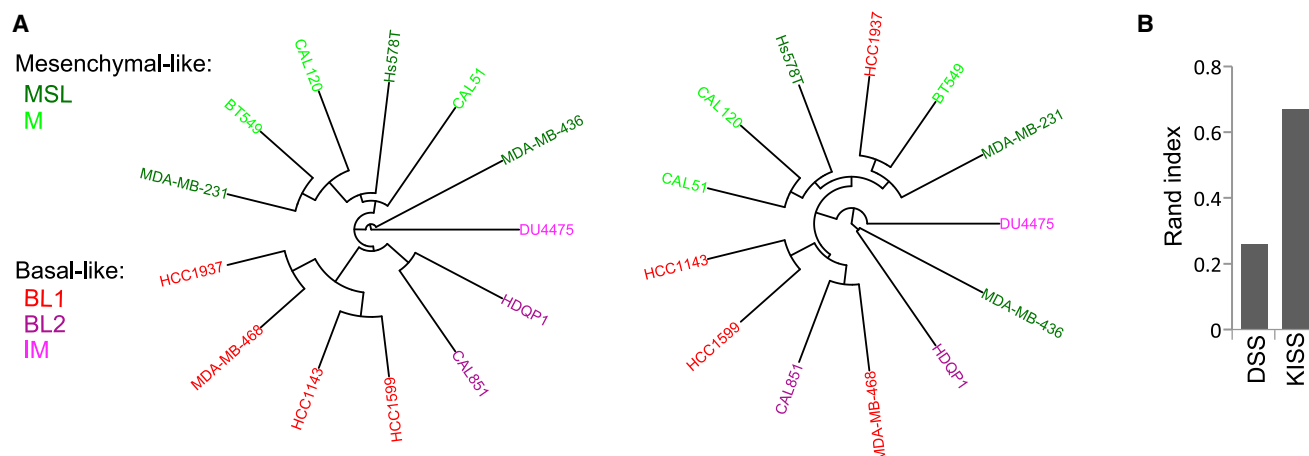 A
Mesenchymal-like:
MSL
M
Basal-like:
BL1
BL2
IM
CAL120
Hs578T
CAL51
BT549
MDA-MB-436
MDA-MB-231
DU4475
HCC1937
HDQP1
MDA-MB-468
CAL851
HCC1143
HCC1599
Hs578T
HCC1937
BT549
CAL120
MDA-MB-231
CAL51
DU4475
HCC1143
MDA-MB-436
HCC1599
HDQP1
CAL851
MDA-MB-468
B
Rand index
0.8
0.6
0.4
0.2
0
DSS
KISS